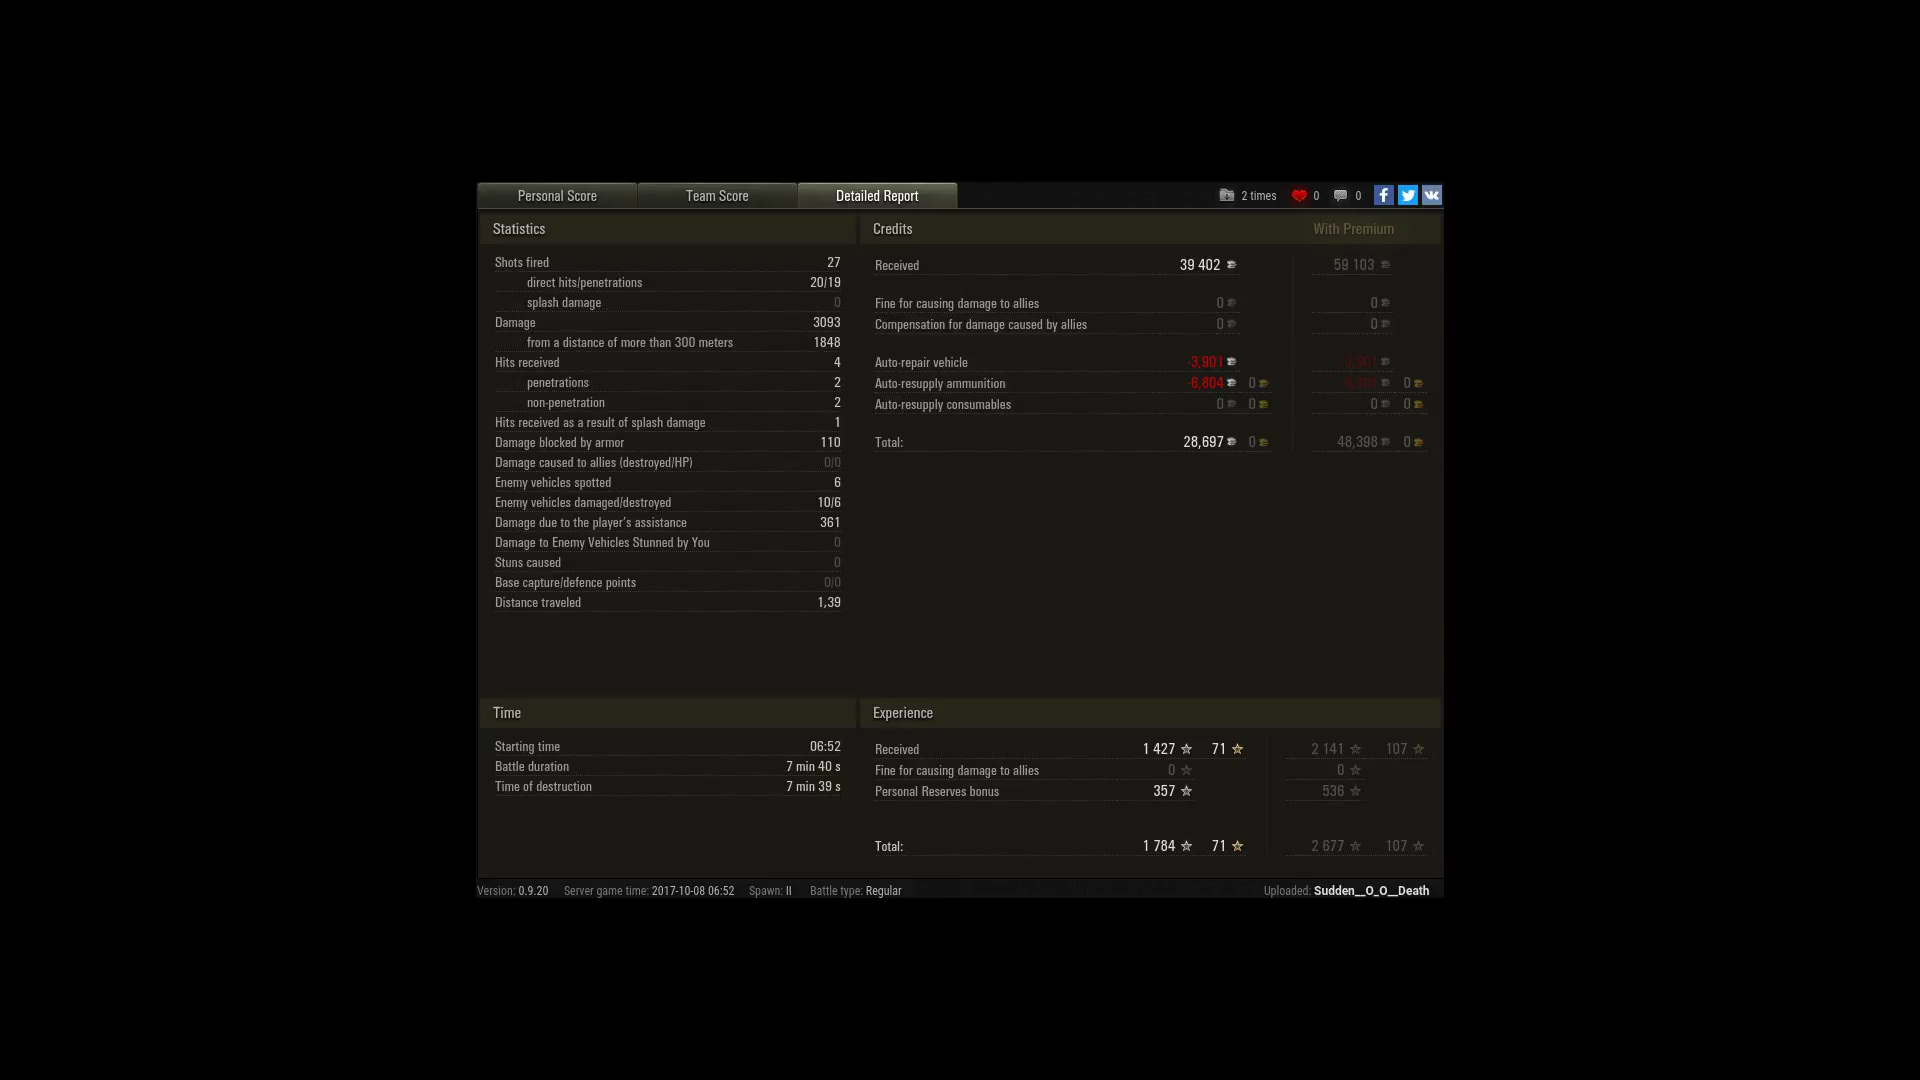 Personal Score Team Score Detailed Report 2 times 0 0
Statistics
Shots fired 27
direct hits/penetrations 20/19
splash damage 0
Damage 3093
from a distance of more than 300 meters 1848
Hits received 4
penetrations 2
non-penetration 2
Hits received as a result of splash damage 1
Damage blocked by armor 110
Damage caused to allies (destroyed/HP) 0/0
Enemy vehicles spotted 6
Enemy vehicles damaged/destroyed 10/6
Damage due to the player's assistance 361
Damage to Enemy Vehicles Stunned by You 0
Stuns caused 0
Base capture/defence points 0/0
Distance traveled 1,39
Credits With Premium
Received 39 402 59 103
Fine for causing damage to allies 0 0
Compensation for damage caused by allies 0 0
Auto-repair vehicle -3,901 -3,901
Auto-resupply ammunition -6,804 0 -6,804 0
Auto-resupply consumables 0 0 0 0
Total: 28,697 0 48,398 0
Time
Starting time 06:52
Battle duration 7 min 40 s
Time of destruction 7 min 39 s
Experience
Received 1 427 71 2 141 107
Fine for causing damage to allies 0 0
Personal Reserves bonus 357 536
Total: 1 784 71 2 677 107
Version: 0.9.20 Server game time: 2017-10-08 06:52 Spawn: II Battle type: Regular Uploaded: Sudden__O_O__Death